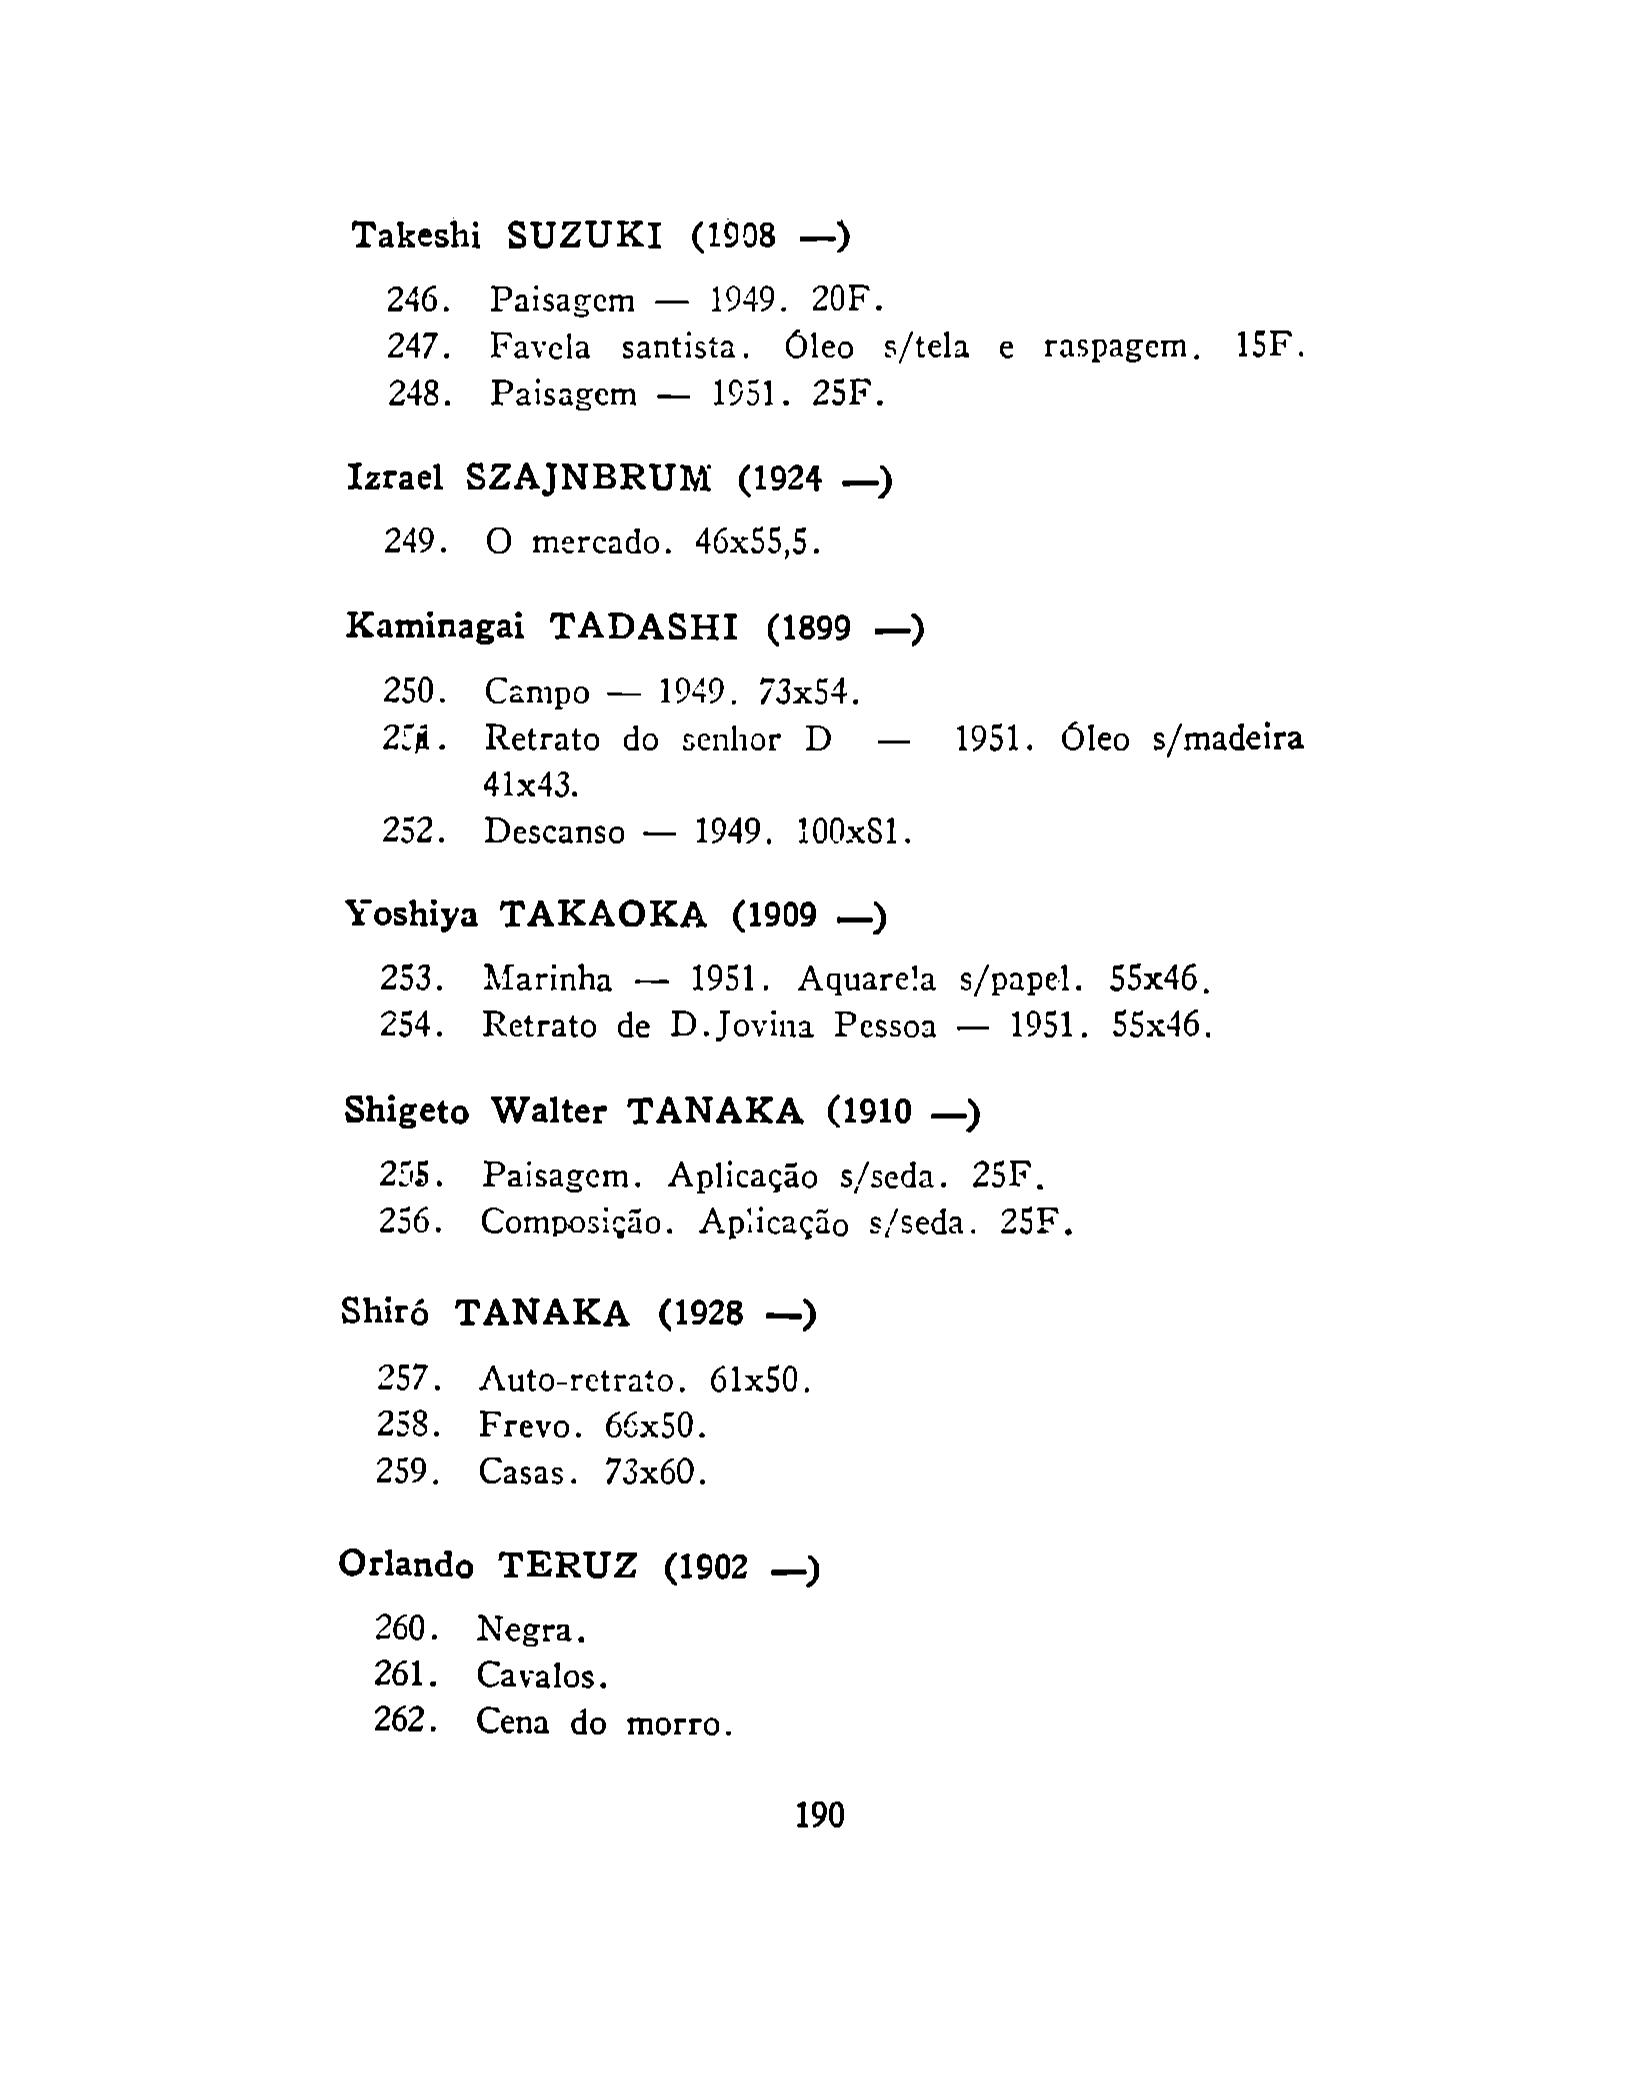 Takeshi SUZUKI (1908 —)
246. Paisagem — 1949. 20F.
247. Favela santista. Óleo s/tela e raspagem. 15F.
248. Paisagem — 1951. 25F.
Izrael SZAJNBRUM (1924 —)
249. O mercado. 46x55,5.
Kaminagai TADASHI (1899 —)
250. Campo — 1949. 73x54.
251. Retrato do senhor D — 1951. Óleo s/madeira
41x43.
252. Descanso — 1949. 100x81.
Yoshiya TAKAOKA (1909 —)
253. Marinha — 1951. Aquarela s/papel. 55x46.
254. Retrato de D.Jovina Pessoa — 1951. 55x46.
Shigeto Walter TANAKA (1910 —)
255. Paisagem. Aplicação s/seda. 25F.
256. Composição. Aplicação s/seda. 25F.
Shiró TANAKA (1928 —)
257. Auto-retrato. 61x50.
258. Frevo. 66x50.
259. Casas. 73x60.
Orlando TERUZ (1902 —)
260. Negra.
261. Cavalos.
262. Cena do morro.
190